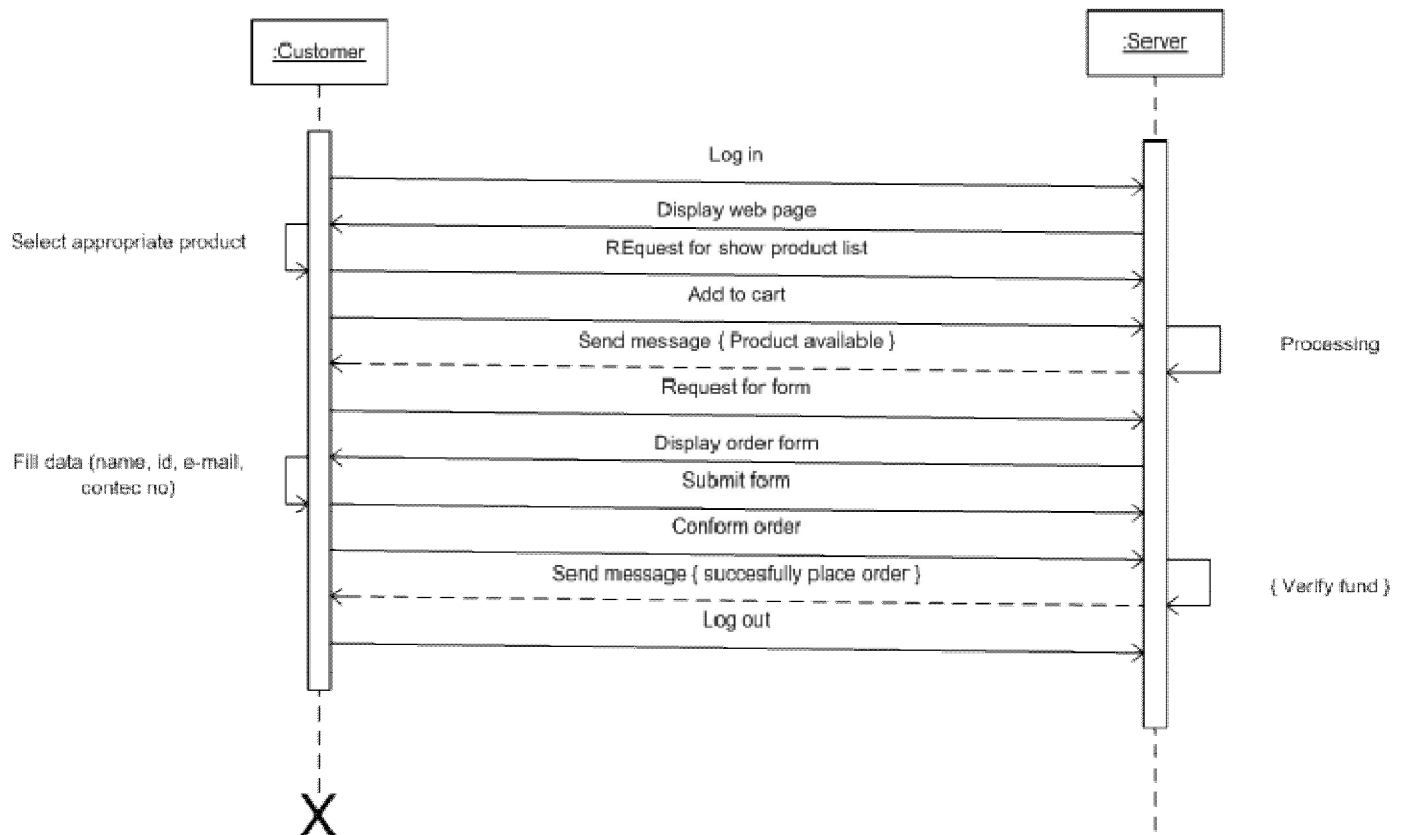 :Customer
:Server
Log in
Display web page
Select appropriate product
REquest for show product list
Add to cart
Send message { Product available }
Processing
Request for form
Display order form
Fill data (name, id, e-mail,
contec no)
Submit form
Conform order
Send message { succesfully place order }
{ Verify fund }
Log out
X